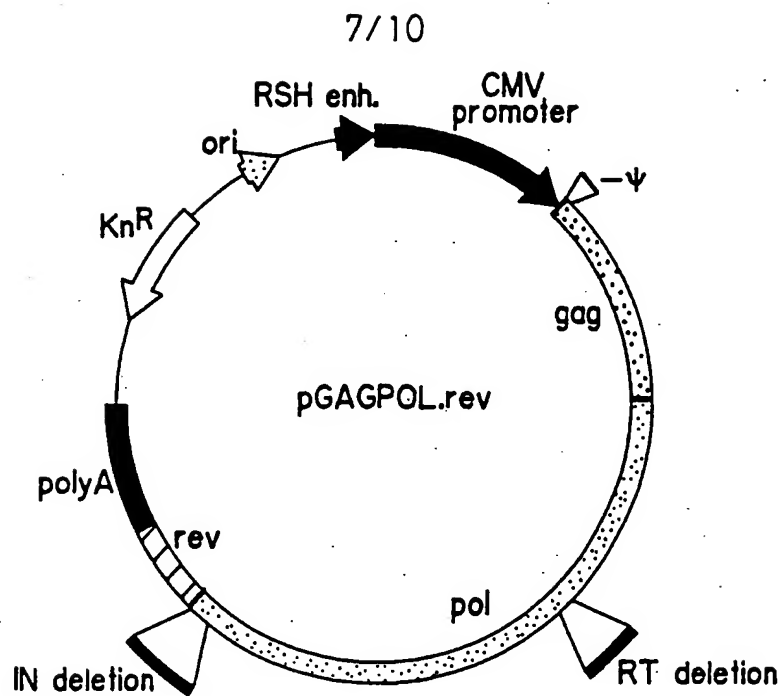 7/10
RSH enh.
CMV
promoter
ori
-ψ
KnR
gag
pGAGPOL.rev
polyA
rev
pol
IN deletion
RT deletion